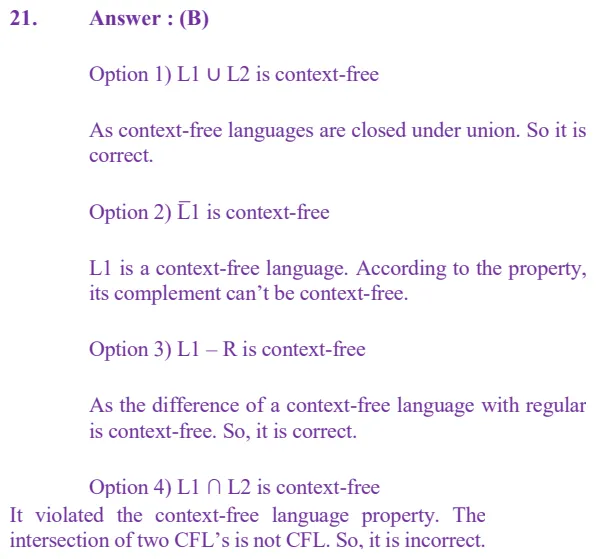 21. Answer : (B)
Option 1) L1 ∪ L2 is context-free
As context-free languages are closed under union. So it is
correct.
Option 2) L̅1 is context-free
L1 is a context-free language. According to the property,
its complement can’t be context-free.
Option 3) L1 – R is context-free
As the difference of a context-free language with regular
is context-free. So, it is correct.
Option 4) L1 ∩ L2 is context-free
It violated the context-free language property. The
intersection of two CFL’s is not CFL. So, it is incorrect.